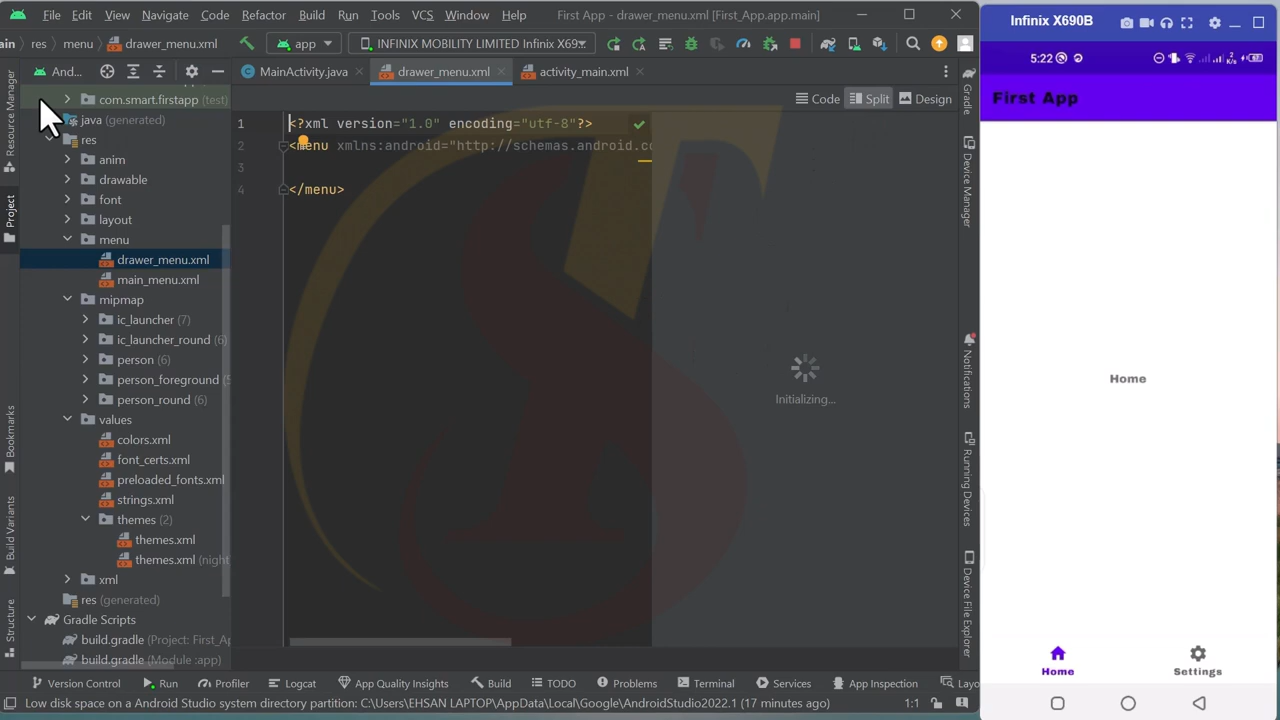 File Edit View Navigate Code Refactor Build Run Tools VCS Window Help First App - drawer_menu.xml [First_App.app.main]
in res menu drawer_menu.xml app INFINIX MOBILITY LIMITED Infinix X69
And... MainActivity.java drawer_menu.xml activity_main.xml
Code Split Design
com.smart.firstapp (test)
java (generated)
res
anim
drawable
font
layout
menu
drawer_menu.xml
main_menu.xml
mipmap
ic_launcher (7)
ic_launcher_round (6)
person (6)
person_foreground (
person_round (6)
values
colors.xml
font_certs.xml
preloaded_fonts.xml
strings.xml
themes (2)
themes.xml
themes.xml (night
xml
res (generated)
Gradle Scripts
build.gradle (Project: First_A
build.gradle (Module :app)
1 <?xml version="1.0" encoding="utf-8"?>
2 <menu xmlns:android="http://schemas.android.co
3
4 </menu>
Initializing...
Resource Manager
Project
Bookmarks
Build Variants
Structure
Gradle
Device Manager
Notifications
Running Devices
Device File Explorer
Version Control Run Profiler Logcat App Quality Insights Build TODO Problems Terminal Services App Inspection Layo
Low disk space on a Android Studio system directory partition: C:\Users\EHSAN LAPTOP\AppData\Local\Google\AndroidStudio2022.1 (17 minutes ago) 1:1
Infinix X690B
5:22
First App
Home
Home Settings